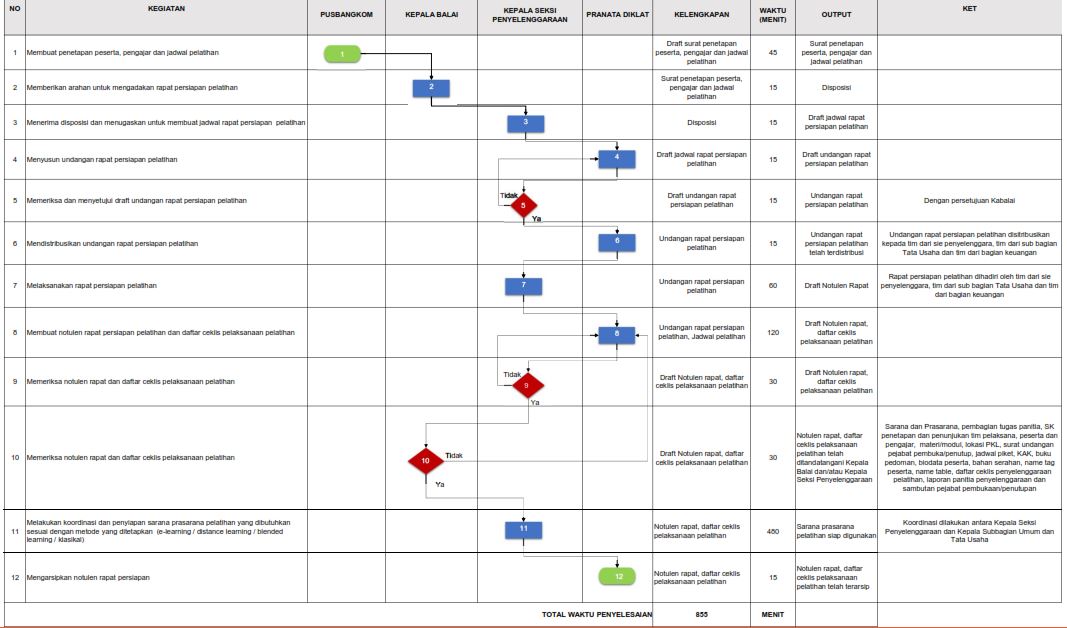 NO KEGIATAN PUSBANGKOM KEPALA BALAI KEPALA SEKSI PENYELENGGARAAN PRANATA DIKLAT KELENGKAPAN WAKTU (MENIT) OUTPUT KET
1 Membuat penetapan peserta, pengajar dan jadwal pelatihan
1
Draft surat penetapan
peserta, pengajar dan jadwal
pelatihan
45
Surat penetapan
peserta, pengajar dan
jadwal pelatihan
2 Memberikan arahan untuk mengadakan rapat persiapan pelatihan
2
Surat penetapan peserta,
pengajar dan jadwal
pelatihan
15
Disposisi
3 Menerima disposisi dan menugaskan untuk membuat jadwal rapat persiapan pelatihan
3
Disposisi
15
Draft jadwal rapat
persiapan pelatihan
4 Menyusun undangan rapat persiapan pelatihan
4
Draft jadwal rapat persiapan
pelatihan
15
Draft undangan rapat
persiapan pelatihan
5 Memeriksa dan menyetujui draft undangan rapat persiapan pelatihan
Tidak
5
Ya
Draft undangan rapat
persiapan pelatihan
15
Undangan rapat
persiapan pelatihan
Dengan persetujuan Kabalai
6 Mendistribusikan undangan rapat persiapan pelatihan
6
Undangan rapat persiapan
pelatihan
15
Undangan rapat
persiapan pelatihan
telah terdistribusi
Undangan rapat persiapan pelatihan disitribusikan
kepada tim dari sie penyelenggara, tim dari sub bagian
Tata Usaha dan tim dari bagian keuangan
7 Melaksanakan rapat persiapan pelatihan
7
Undangan rapat persiapan
pelatihan
60
Draft Notulen Rapat
Rapat persiapan pelatihan dihadiri oleh tim dari sie
penyelenggara, tim dari sub bagian Tata Usaha dan tim
dari bagian keuangan
8 Membuat notulen rapat persiapan pelatihan dan daftar ceklis pelaksanaan pelatihan
8
Undangan rapat persiapan
pelatihan, Jadwal pelatihan
120
Draft Notulen rapat,
daftar ceklis
pelaksanaan pelatihan
9 Memeriksa notulen rapat dan daftar ceklis pelaksanaan pelatihan
Tidak
9
Ya
Draft Notulen rapat, daftar
ceklis pelaksanaan pelatihan
30
Draft Notulen rapat,
daftar ceklis
pelaksanaan pelatihan
10 Memeriksa notulen rapat dan daftar ceklis pelaksanaan pelatihan
10
Tidak
Ya
Draft Notulen rapat, daftar
ceklis pelaksanaan pelatihan
30
Notulen rapat, daftar
ceklis pelaksanaan
pelatihan telah
ditandatangani Kepala
Balai dan/atau Kepala
Seksi Penyelenggaraan
Sarana dan Prasarana, pembagian tugas panitia, SK
penetapan dan penunjukan tim pelaksana, peserta dan
pengajar, materi/modul, lokasi PKL, surat undangan
pejabat pembuka/penutup, jadwal piket, KAK, buku
pedoman, biodata peserta, bahan serahan, name tag
peserta, name table, daftar ceklis penyelenggaraan
pelatihan, laporan panitia penyelenggaraan dan
sambutan pejabat pembukaan/penutupan
11 Melakukan koordinasi dan penyiapan sarana prasarana pelatihan yang dibutuhkan
sesuai dengan metode yang ditetapkan (e-learning / distance learning / blended
learning / klasikal)
11
Notulen rapat, daftar ceklis
pelaksanaan pelatihan
480
Sarana prasarana
pelatihan siap digunakan
Koordinasi dilakukan antara Kepala Seksi
Penyelenggaraan dan Kepala Subbagian Umum dan
Tata Usaha
12 Mengarsipkan notulen rapat persiapan
12
Notulen rapat, daftar ceklis
pelaksanaan pelatihan
15
Notulen rapat, daftar
ceklis pelaksanaan
pelatihan telah terarsip
TOTAL WAKTU PENYELESAIAN 855 MENIT